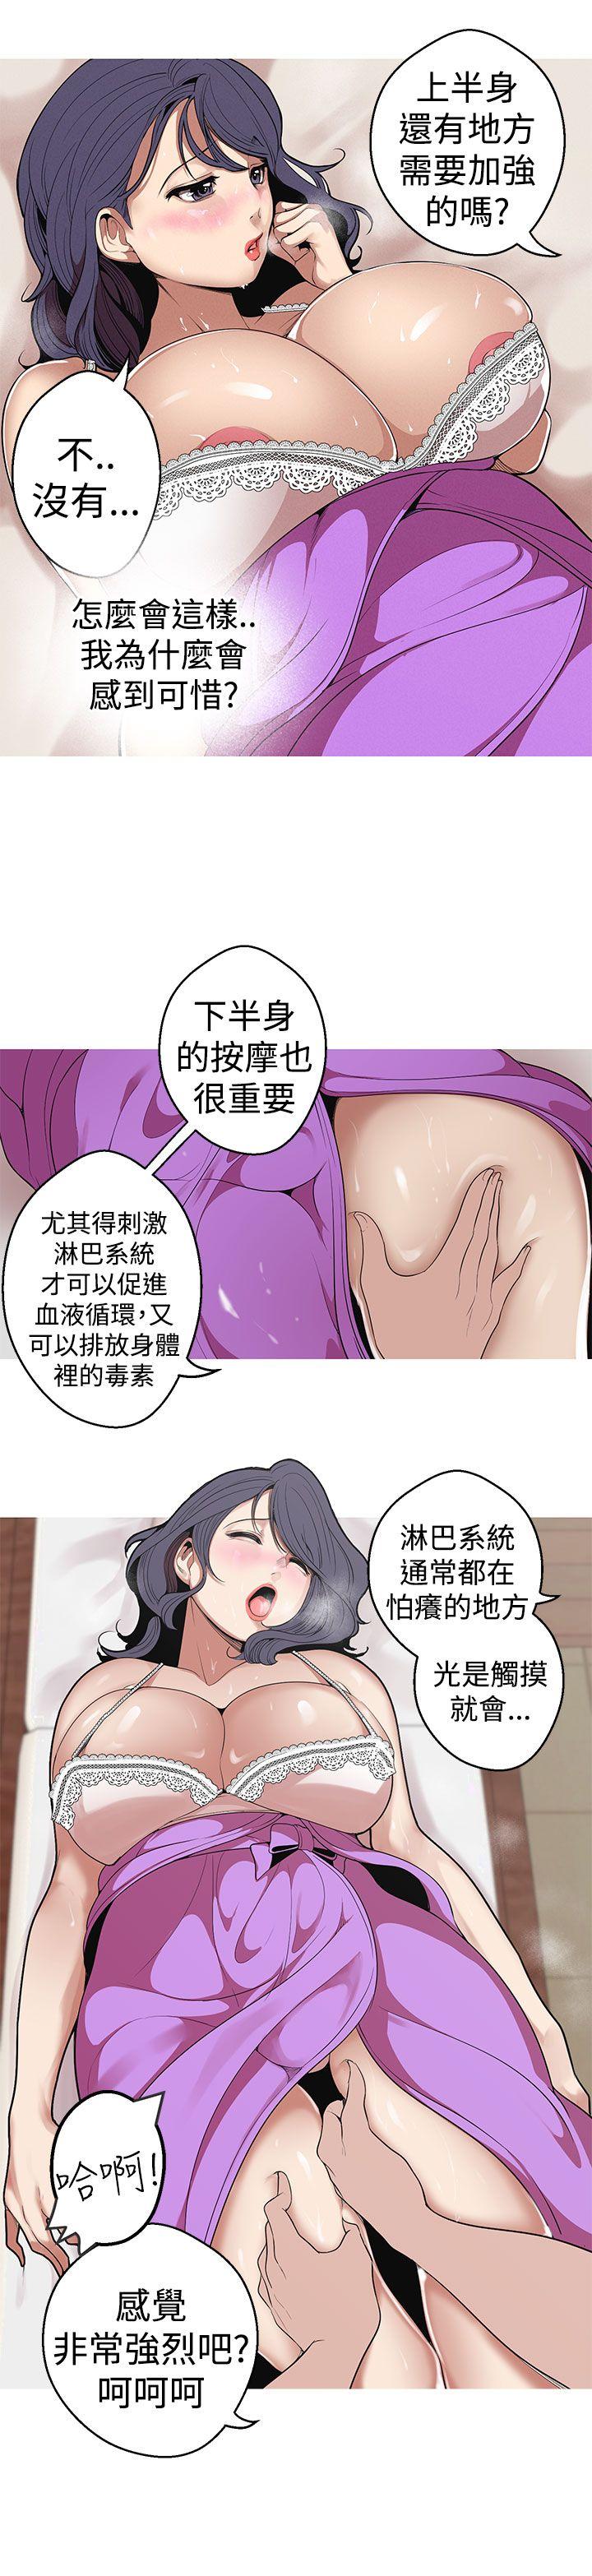 上半身
還有地方
需要加強
的嗎?
不..
沒有...
怎麼會這樣..
我為什麼會
感到可惜?
下半身
的按摩也
很重要
尤其得刺激
淋巴系統
才可以促進
血液循環,又
可以排放身體
裡的毒素
淋巴系統
通常都在
怕癢的地方
光是觸摸
就會...
哈啊!
感覺
非常強烈吧?
呵呵呵